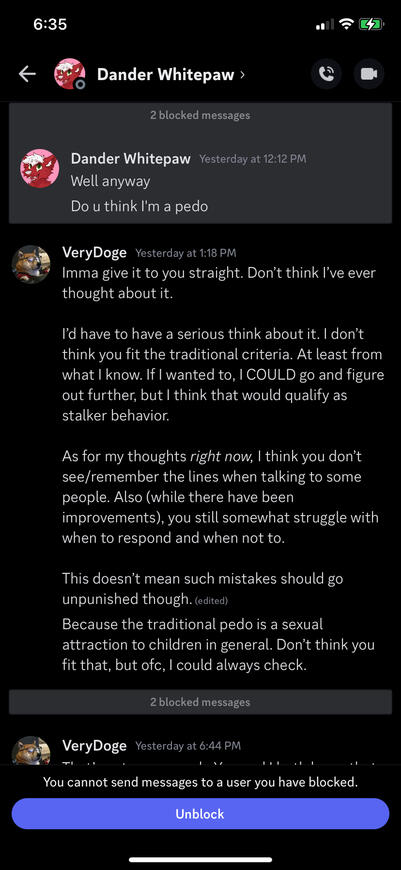 6:35
Dander Whitepaw
2 blocked messages
Dander Whitepaw Yesterday at 12:12 PM
Well anyway
Do u think I'm a pedo
VeryDoge Yesterday at 1:18 PM
Imma give it to you straight. Don't think I've ever
thought about it.
I'd have to have a serious think about it. I don't
think you fit the traditional criteria. At least from
what I know. If I wanted to, I COULD go and figure
out further, but I think that would qualify as
stalker behavior.
As for my thoughts right now, I think you don't
see/remember the lines when talking to some
people. Also (while there have been
improvements), you still somewhat struggle with
when to respond and when not to.
This doesn't mean such mistakes should go
unpunished though. (edited)
Because the traditional pedo is a sexual
attraction to children in general. Don't think you
fit that, but ofc, I could always check.
2 blocked messages
VeryDoge Yesterday at 6:44 PM
You cannot send messages to a user you have blocked.
Unblock